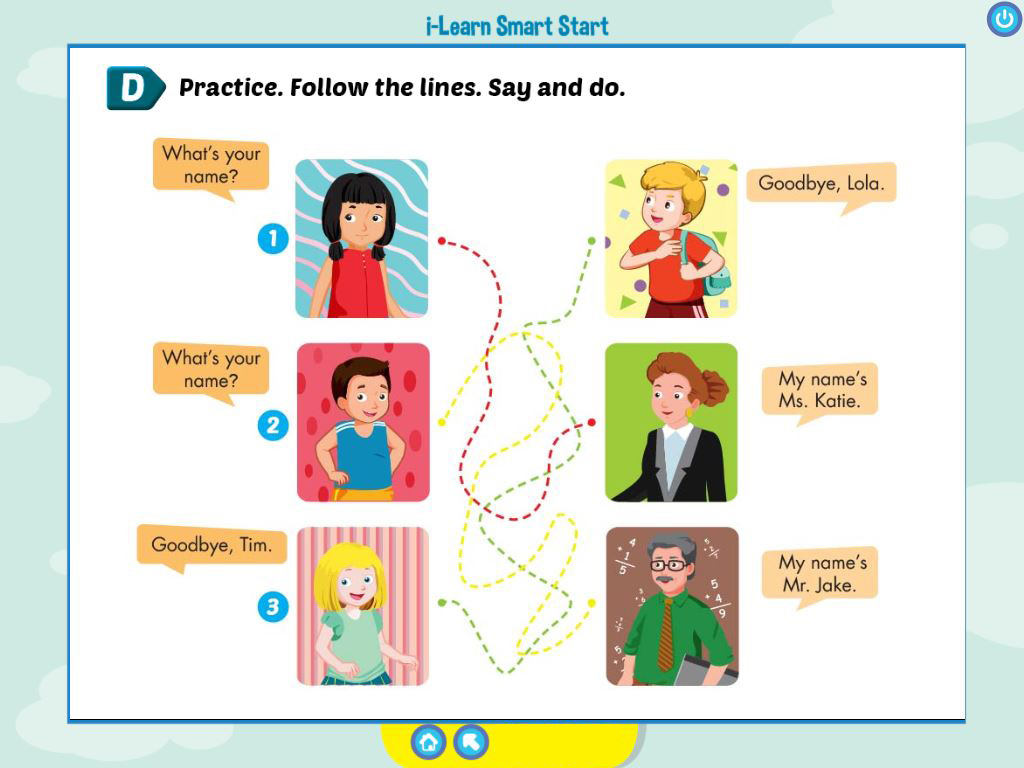 i-Learn Smart Start
D Practice. Follow the lines. Say and do.
What's your
name?
1
Goodbye, Lola.
What's your
name?
2
My name's
Ms. Katie.
Goodbye, Tim.
3
My name's
Mr. Jake.
4
1
5
5
+ 4
9